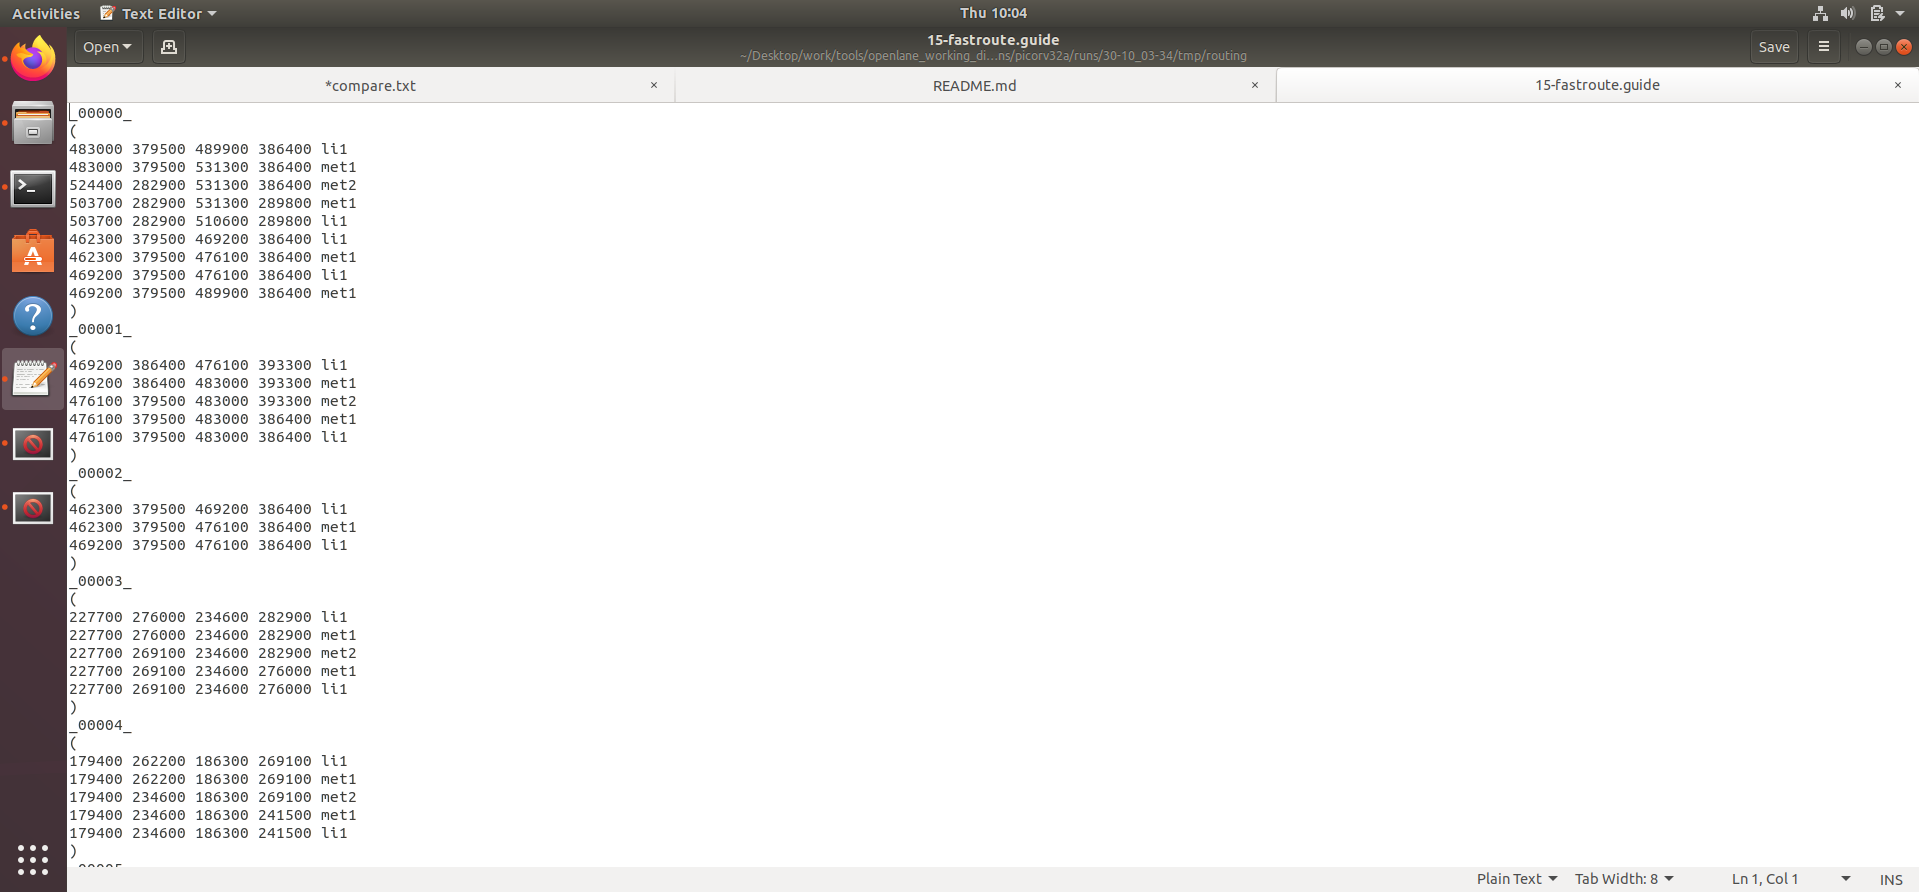 Activities Text Editor Thu 10:04
Open 15-fastroute.guide Save
~/Desktop/work/tools/openlane_working_di…ns/picorv32a/runs/30-10_03-34/tmp/routing
*compare.txt × README.md × 15-fastroute.guide ×
_00000_
(
483000 379500 489900 386400 li1
483000 379500 531300 386400 met1
524400 282900 531300 386400 met2
503700 282900 531300 289800 met1
503700 282900 510600 289800 li1
462300 379500 469200 386400 li1
462300 379500 476100 386400 met1
469200 379500 476100 386400 li1
469200 379500 489900 386400 met1
)
_00001_
(
469200 386400 476100 393300 li1
469200 386400 483000 393300 met1
476100 379500 483000 393300 met2
476100 379500 483000 386400 met1
476100 379500 483000 386400 li1
)
_00002_
(
462300 379500 469200 386400 li1
462300 379500 476100 386400 met1
469200 379500 476100 386400 li1
)
_00003_
(
227700 276000 234600 282900 li1
227700 276000 234600 282900 met1
227700 269100 234600 282900 met2
227700 269100 234600 276000 met1
227700 269100 234600 276000 li1
)
_00004_
(
179400 262200 186300 269100 li1
179400 262200 186300 269100 met1
179400 234600 186300 269100 met2
179400 234600 186300 241500 met1
179400 234600 186300 241500 li1
)
Plain Text Tab Width: 8 Ln 1, Col 1 INS